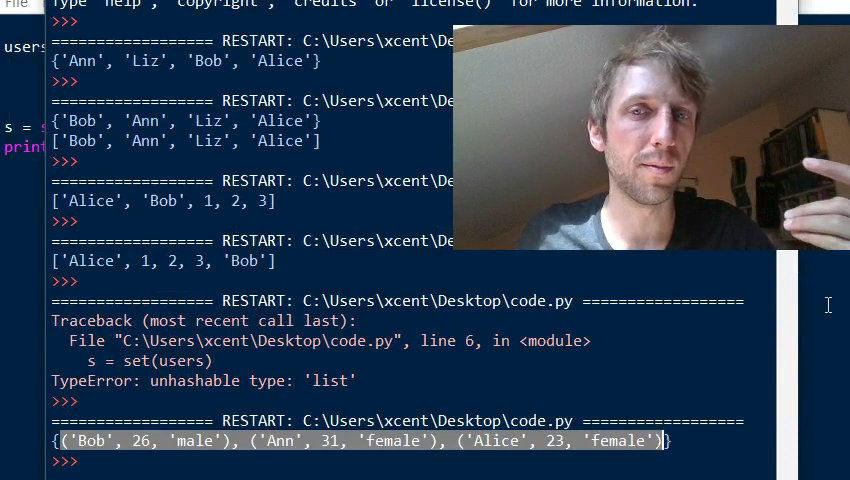 File
Type "help", "copyright", "credits" or "license()" for more information.
>>>
================== RESTART: C:\Users\xcent\De
{'Ann', 'Liz', 'Bob', 'Alice'}
users
>>>
================== RESTART: C:\Users\xcent\De
{'Bob', 'Ann', 'Liz', 'Alice'}
s = s
['Bob', 'Ann', 'Liz', 'Alice']
print
>>>
================== RESTART: C:\Users\xcent\De
['Alice', 'Bob', 1, 2, 3]
>>>
================== RESTART: C:\Users\xcent\De
['Alice', 1, 2, 3, 'Bob']
>>>
================== RESTART: C:\Users\xcent\Desktop\code.py ==================
Traceback (most recent call last):
  File "C:\Users\xcent\Desktop\code.py", line 6, in <module>
    s = set(users)
TypeError: unhashable type: 'list'
>>>
================== RESTART: C:\Users\xcent\Desktop\code.py ==================
{('Bob', 26, 'male'), ('Ann', 31, 'female'), ('Alice', 23, 'female')}
>>>